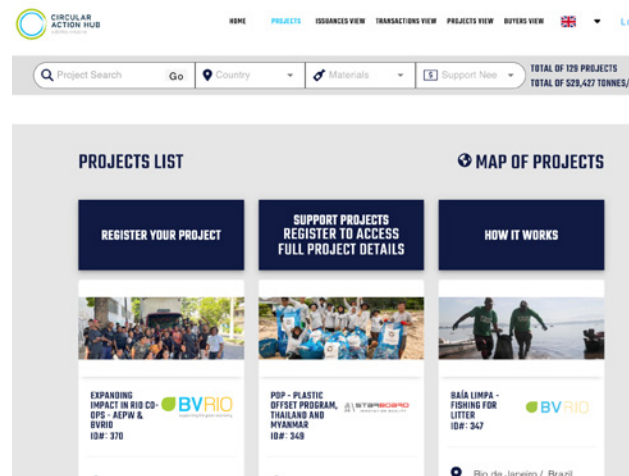 CIRCULAR
ACTION HUB
HOME PROJECTS ISSUANCES VIEW TRANSACTIONS VIEW PROJECTS VIEW BUYERS VIEW
Project Search Go Country Materials Support Nee
TOTAL OF 129 PROJECTS
TOTAL OF 529,427 TONNES/
PROJECTS LIST
MAP OF PROJECTS
REGISTER YOUR PROJECT
SUPPORT PROJECTS
REGISTER TO ACCESS
FULL PROJECT DETAILS
HOW IT WORKS
EXPANDING
IMPACT IN RIO CO-
OPS - AEPW &
BVRIO
ID#: 370
BVRIO
POP - PLASTIC
OFFSET PROGRAM,
THAILAND AND
MYANMAR
ID#: 349
STARBOARD
BAÍA LIMPA -
FISHING FOR
LITTER
ID#: 347
BVRIO
Rio de Janeiro / Brazil